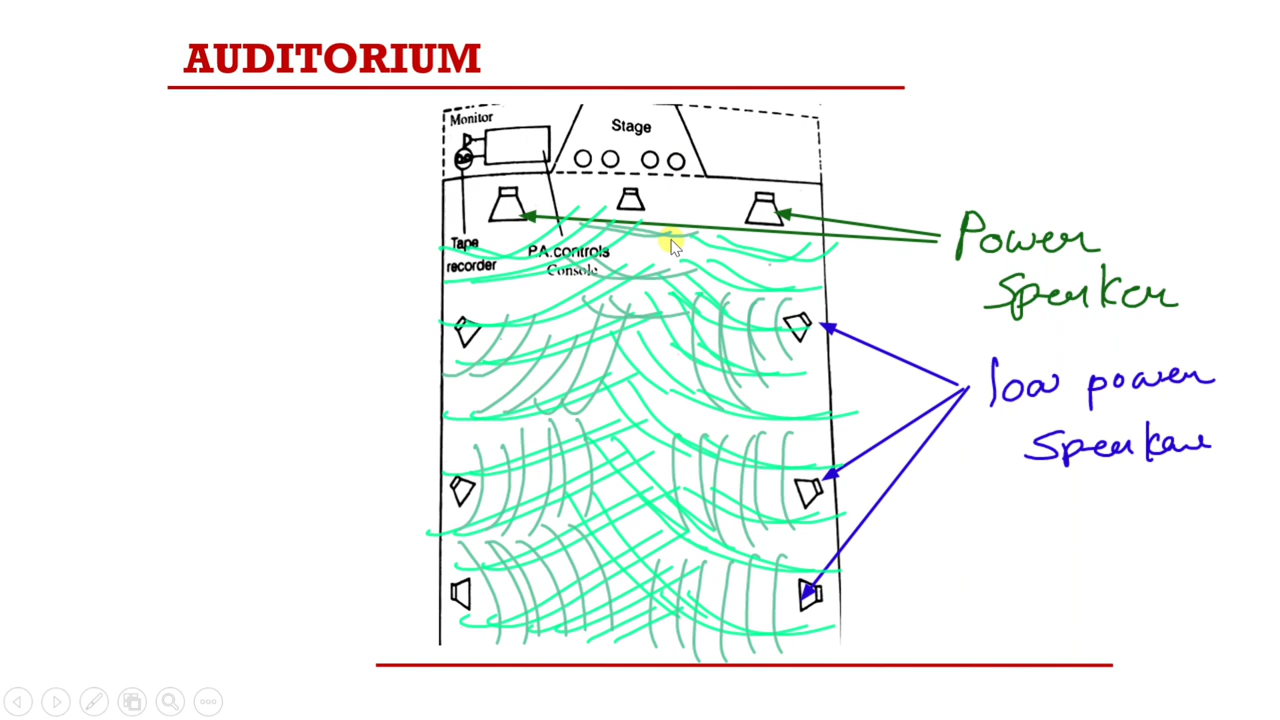 AUDITORIUM
Monitor
Stage
Tape
recorder
P.A.controls
Console
Power
Speaker
low power
Speaker